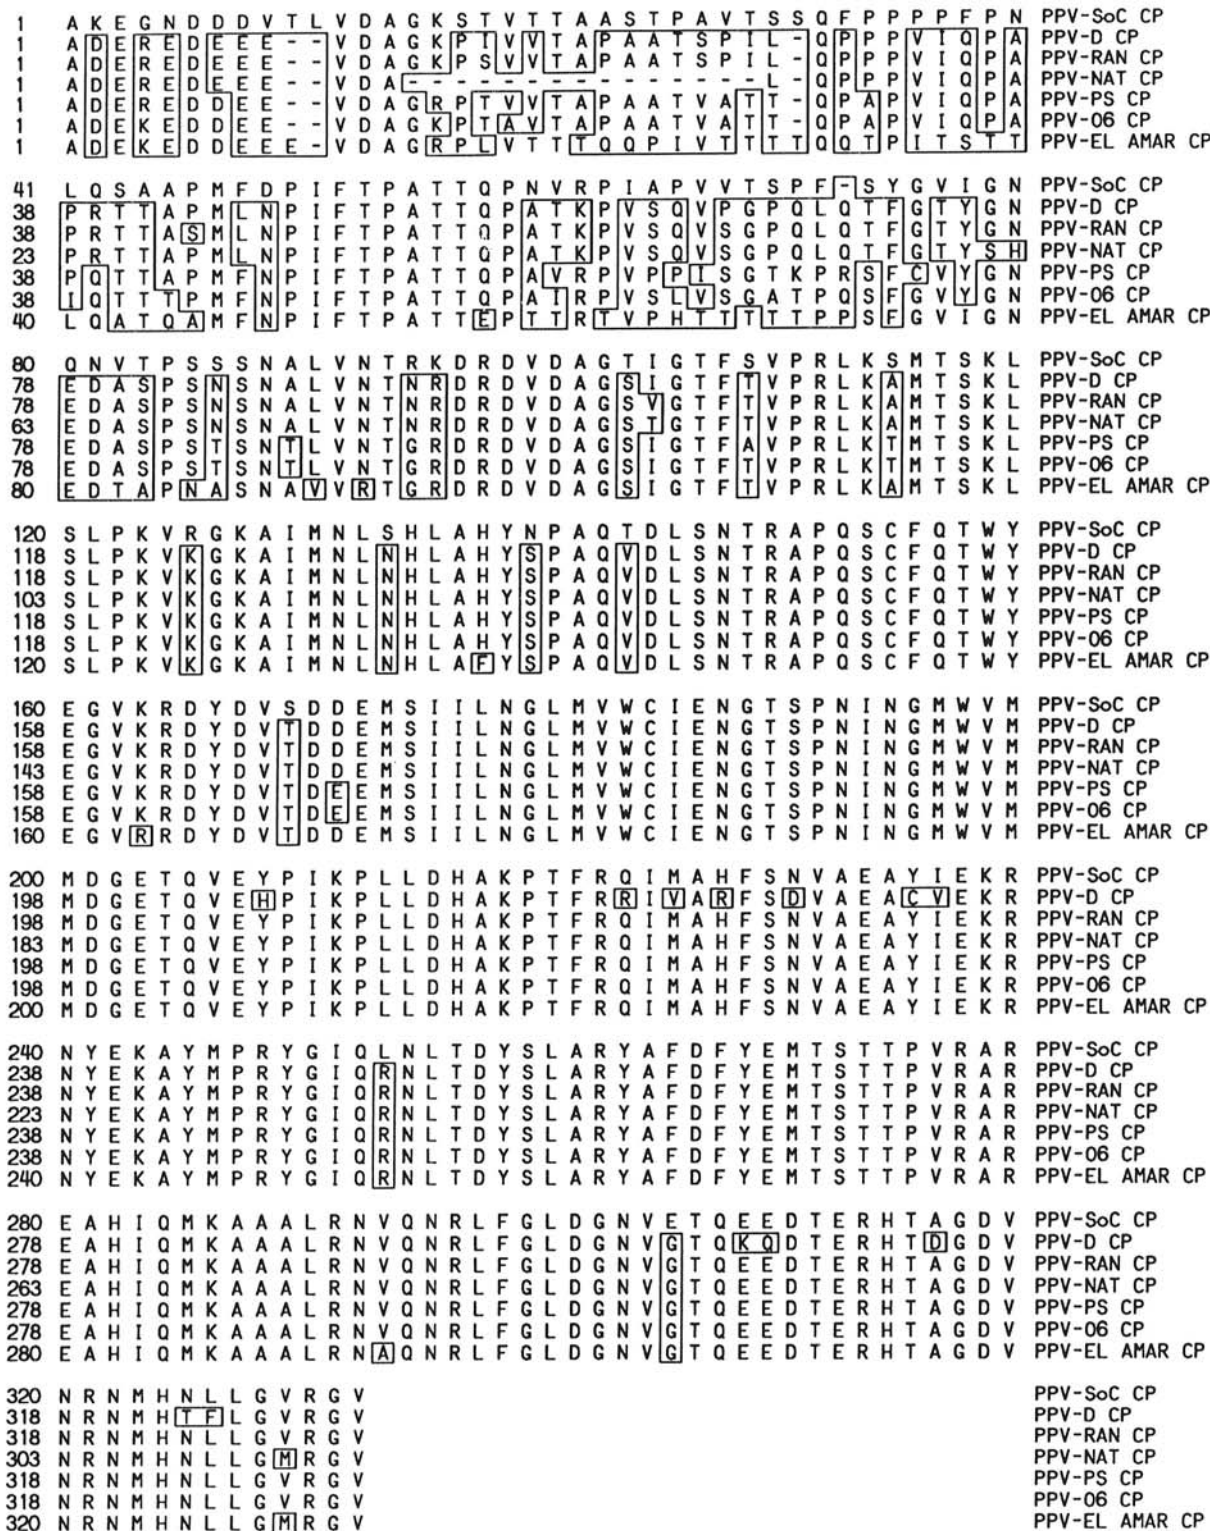 1 A K E G N D D D V T L V D A G K S T V T T A A S T P A V T S S Q F P P P P F P N PPV-SoC CP
1 A D E R E D E E E - - V D A G K P I V V T A P A A T S P I L - Q P P P V I Q P A PPV-D CP
1 A D E R E D E E E - - V D A G K P S V V T A P A A T S P I L - Q P P P V I Q P A PPV-RAN CP
1 A D E R E D E E E - - V D A - - - - - - - - - - - - - - - L - Q P P P V I Q P A PPV-NAT CP
1 A D E R E D D E E - - V D A G R P T V V T A P A A T V A T T - Q P A P V I Q P A PPV-PS CP
1 A D E K E D D E E - - V D A G K P T A V T A P A A T V A T T - Q P A P V I Q P A PPV-06 CP
1 A D E K E D D E E E - V D A G R P L V T T T Q Q P I V T T T T T Q T P I T S T T PPV-EL AMAR CP
41 L Q S A A P M F D P I F T P A T T Q P N V R P I A P V V T S P F - S Y G V I G N PPV-SoC CP
38 P R T T A P M L N P I F T P A T T Q P A T K P V S Q V P G P Q L Q T F G T Y G N PPV-D CP
38 P R T T A S M L N P I F T P A T T Q P A T K P V S Q V S G P Q L Q T F G T Y G N PPV-RAN CP
23 P R T T A P M L N P I F T P A T T Q P A T K P V S Q V S G P Q L Q T F G T Y S H PPV-NAT CP
38 P Q T T A P M F N P I F T P A T T Q P A V R P V P P I S G T K P R S F C V Y G N PPV-PS CP
38 I Q T T T P M F N P I F T P A T T Q P A I R P V S L V S G A T P Q S F G V Y G N PPV-06 CP
40 L Q A T Q A M F N P I F T P A T T E P T T R T V P H T T T T T P P S F G V I G N PPV-EL AMAR CP
80 Q N V T P S S S N A L V N T R K D R D V D A G T I G T F S V P R L K S M T S K L PPV-SoC CP
78 E D A S P S N S N A L V N T N R D R D V D A G S I G T F T V P R L K A M T S K L PPV-D CP
78 E D A S P S N S N A L V N T N R D R D V D A G S V G T F T V P R L K A M T S K L PPV-RAN CP
63 E D A S P S N S N A L V N T N R D R D V D A G S T G T F T V P R L K A M T S K L PPV-NAT CP
78 E D A S P S T S N T L V N T G R D R D V D A G S I G T F A V P R L K T M T S K L PPV-PS CP
78 E D A S P S T S N T L V N T G R D R D V D A G S I G T F T V P R L K T M T S K L PPV-06 CP
80 E D T A P N A S N A V V R T G R D R D V D A G S I G T F T V P R L K A M T S K L PPV-EL AMAR CP
120 S L P K V R G K A I M N L S H L A H Y N P A Q T D L S N T R A P Q S C F Q T W Y PPV-SoC CP
118 S L P K V K G K A I M N L N H L A H Y S P A Q V D L S N T R A P Q S C F Q T W Y PPV-D CP
118 S L P K V K G K A I M N L N H L A H Y S P A Q V D L S N T R A P Q S C F Q T W Y PPV-RAN CP
103 S L P K V K G K A I M N L N H L A H Y S P A Q V D L S N T R A P Q S C F Q T W Y PPV-NAT CP
118 S L P K V K G K A I M N L N H L A H Y S P A Q V D L S N T R A P Q S C F Q T W Y PPV-PS CP
118 S L P K V K G K A I M N L N H L A H Y S P A Q V D L S N T R A P Q S C F Q T W Y PPV-06 CP
120 S L P K V K G K A I M N L N H L A F Y S P A Q V D L S N T R A P Q S C F Q T W Y PPV-EL AMAR CP
160 E G V K R D Y D V S D D E M S I I L N G L M V W C I E N G T S P N I N G M W V M PPV-SoC CP
158 E G V K R D Y D V T D D E M S I I L N G L M V W C I E N G T S P N I N G M W V M PPV-D CP
158 E G V K R D Y D V T D D E M S I I L N G L M V W C I E N G T S P N I N G M W V M PPV-RAN CP
143 E G V K R D Y D V T D D E M S I I L N G L M V W C I E N G T S P N I N G M W V M PPV-NAT CP
158 E G V K R D Y D V T D E E M S I I L N G L M V W C I E N G T S P N I N G M W V M PPV-PS CP
158 E G V K R D Y D V T D E E M S I I L N G L M V W C I E N G T S P N I N G M W V M PPV-06 CP
160 E G V R R D Y D V T D D E M S I I L N G L M V W C I E N G T S P N I N G M W V M PPV-EL AMAR CP
200 M D G E T Q V E Y P I K P L L D H A K P T F R Q I M A H F S N V A E A Y I E K R PPV-SoC CP
198 M D G E T Q V E H P I K P L L D H A K P T F R R I V A R F S D V A E A C V E K R PPV-D CP
198 M D G E T Q V E Y P I K P L L D H A K P T F R Q I M A H F S N V A E A Y I E K R PPV-RAN CP
183 M D G E T Q V E Y P I K P L L D H A K P T F R Q I M A H F S N V A E A Y I E K R PPV-NAT CP
198 M D G E T Q V E Y P I K P L L D H A K P T F R Q I M A H F S N V A E A Y I E K R PPV-PS CP
198 M D G E T Q V E Y P I K P L L D H A K P T F R Q I M A H F S N V A E A Y I E K R PPV-06 CP
200 M D G E T Q V E Y P I K P L L D H A K P T F R Q I M A H F S N V A E A Y I E K R PPV-EL AMAR CP
240 N Y E K A Y M P R Y G I Q L N L T D Y S L A R Y A F D F Y E M T S T T P V R A R PPV-SoC CP
238 N Y E K A Y M P R Y G I Q R N L T D Y S L A R Y A F D F Y E M T S T T P V R A R PPV-D CP
238 N Y E K A Y M P R Y G I Q R N L T D Y S L A R Y A F D F Y E M T S T T P V R A R PPV-RAN CP
223 N Y E K A Y M P R Y G I Q R N L T D Y S L A R Y A F D F Y E M T S T T P V R A R PPV-NAT CP
238 N Y E K A Y M P R Y G I Q R N L T D Y S L A R Y A F D F Y E M T S T T P V R A R PPV-PS CP
238 N Y E K A Y M P R Y G I Q R N L T D Y S L A R Y A F D F Y E M T S T T P V R A R PPV-06 CP
240 N Y E K A Y M P R Y G I Q R N L T D Y S L A R Y A F D F Y E M T S T T P V R A R PPV-EL AMAR CP
280 E A H I Q M K A A A L R N V Q N R L F G L D G N V E T Q E E D T E R H T A G D V PPV-SoC CP
278 E A H I Q M K A A A L R N V Q N R L F G L D G N V G T Q K Q D T E R H T D G D V PPV-D CP
278 E A H I Q M K A A A L R N V Q N R L F G L D G N V G T Q E E D T E R H T A G D V PPV-RAN CP
263 E A H I Q M K A A A L R N V Q N R L F G L D G N V G T Q E E D T E R H T A G D V PPV-NAT CP
278 E A H I Q M K A A A L R N V Q N R L F G L D G N V G T Q E E D T E R H T A G D V PPV-PS CP
278 E A H I Q M K A A A L R N V Q N R L F G L D G N V G T Q E E D T E R H T A G D V PPV-06 CP
280 E A H I Q M K A A A L R N A Q N R L F G L D G N V G T Q E E D T E R H T A G D V PPV-EL AMAR CP
320 N R N M H N L L G V R G V PPV-SoC CP
318 N R N M H T F L G V R G V PPV-D CP
318 N R N M H N L L G V R G V PPV-RAN CP
303 N R N M H N L L G M R G V PPV-NAT CP
318 N R N M H N L L G V R G V PPV-PS CP
318 N R N M H N L L G V R G V PPV-06 CP
320 N R N M H N L L G M R G V PPV-EL AMAR CP